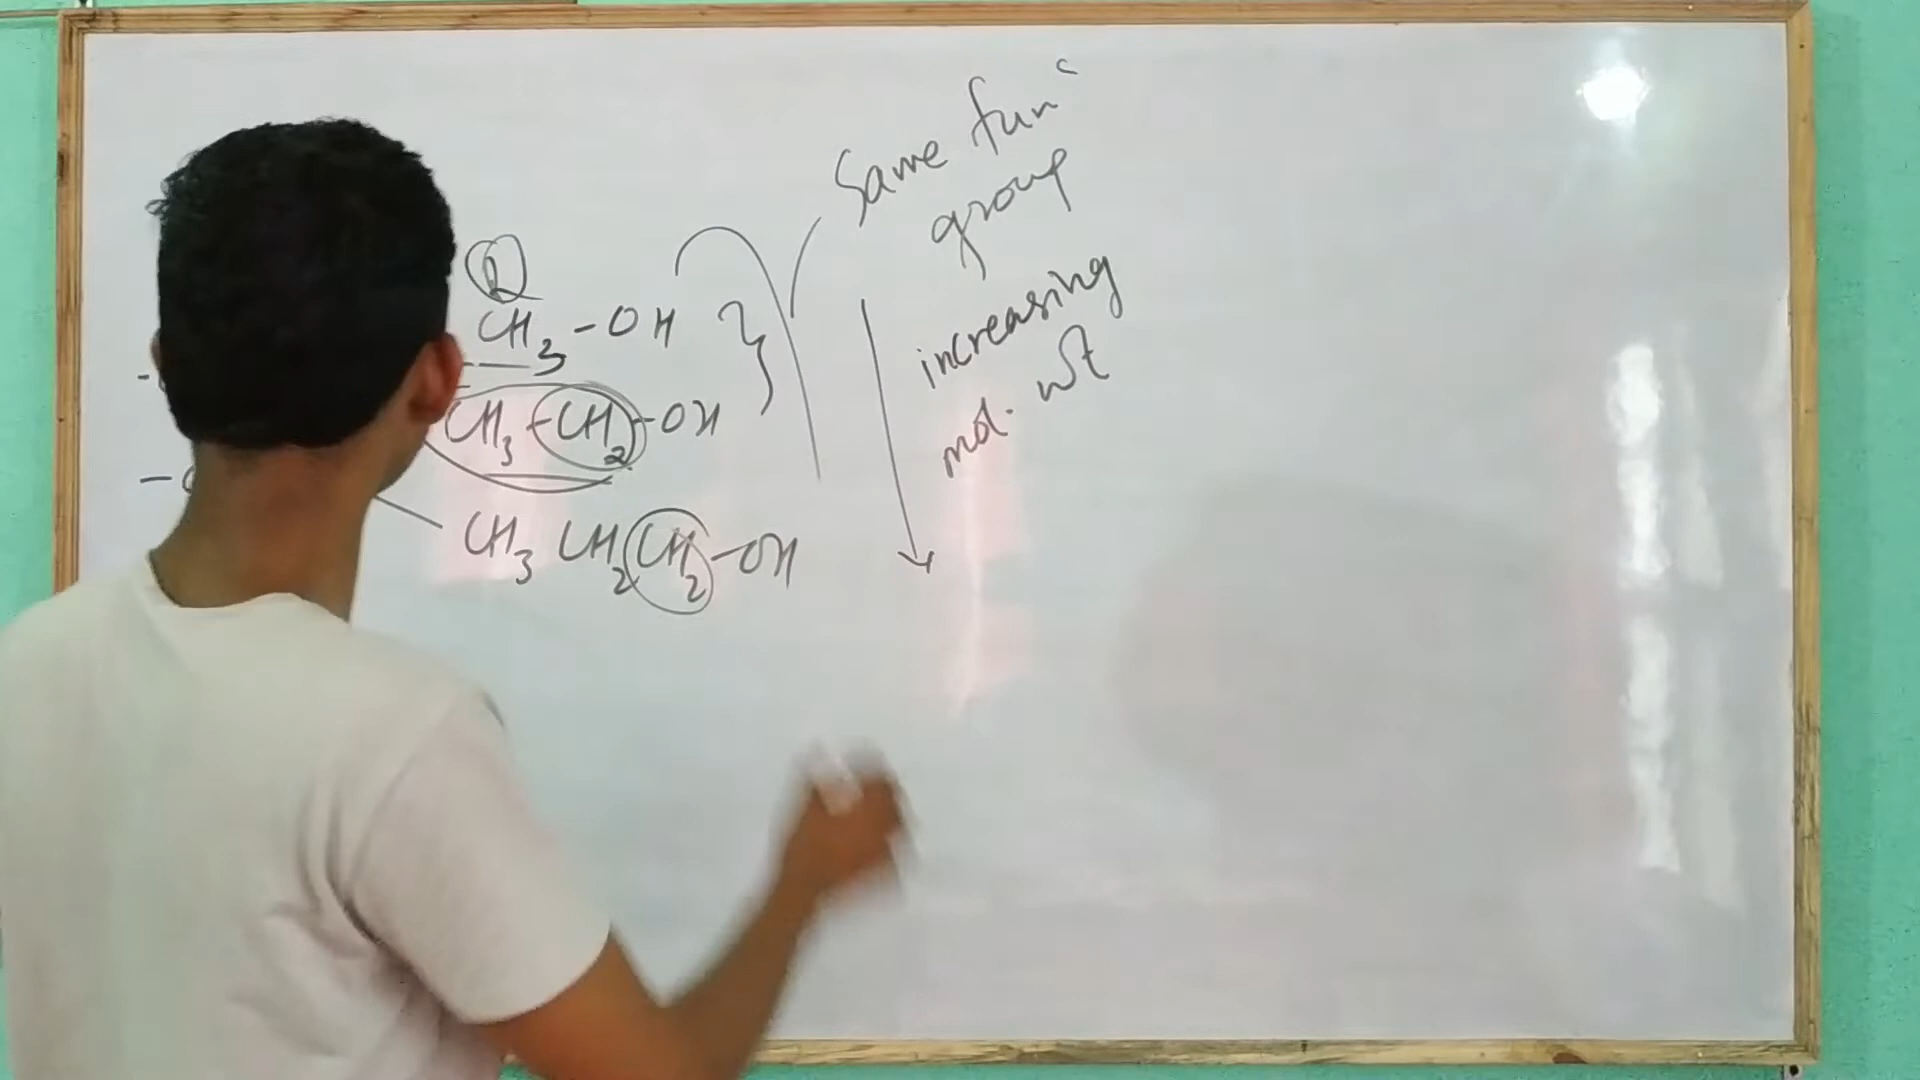 CH3-OH
CH3-CH2-OH
CH3 CH2 CH2-OH
Same func
group
increasing
mol. wt